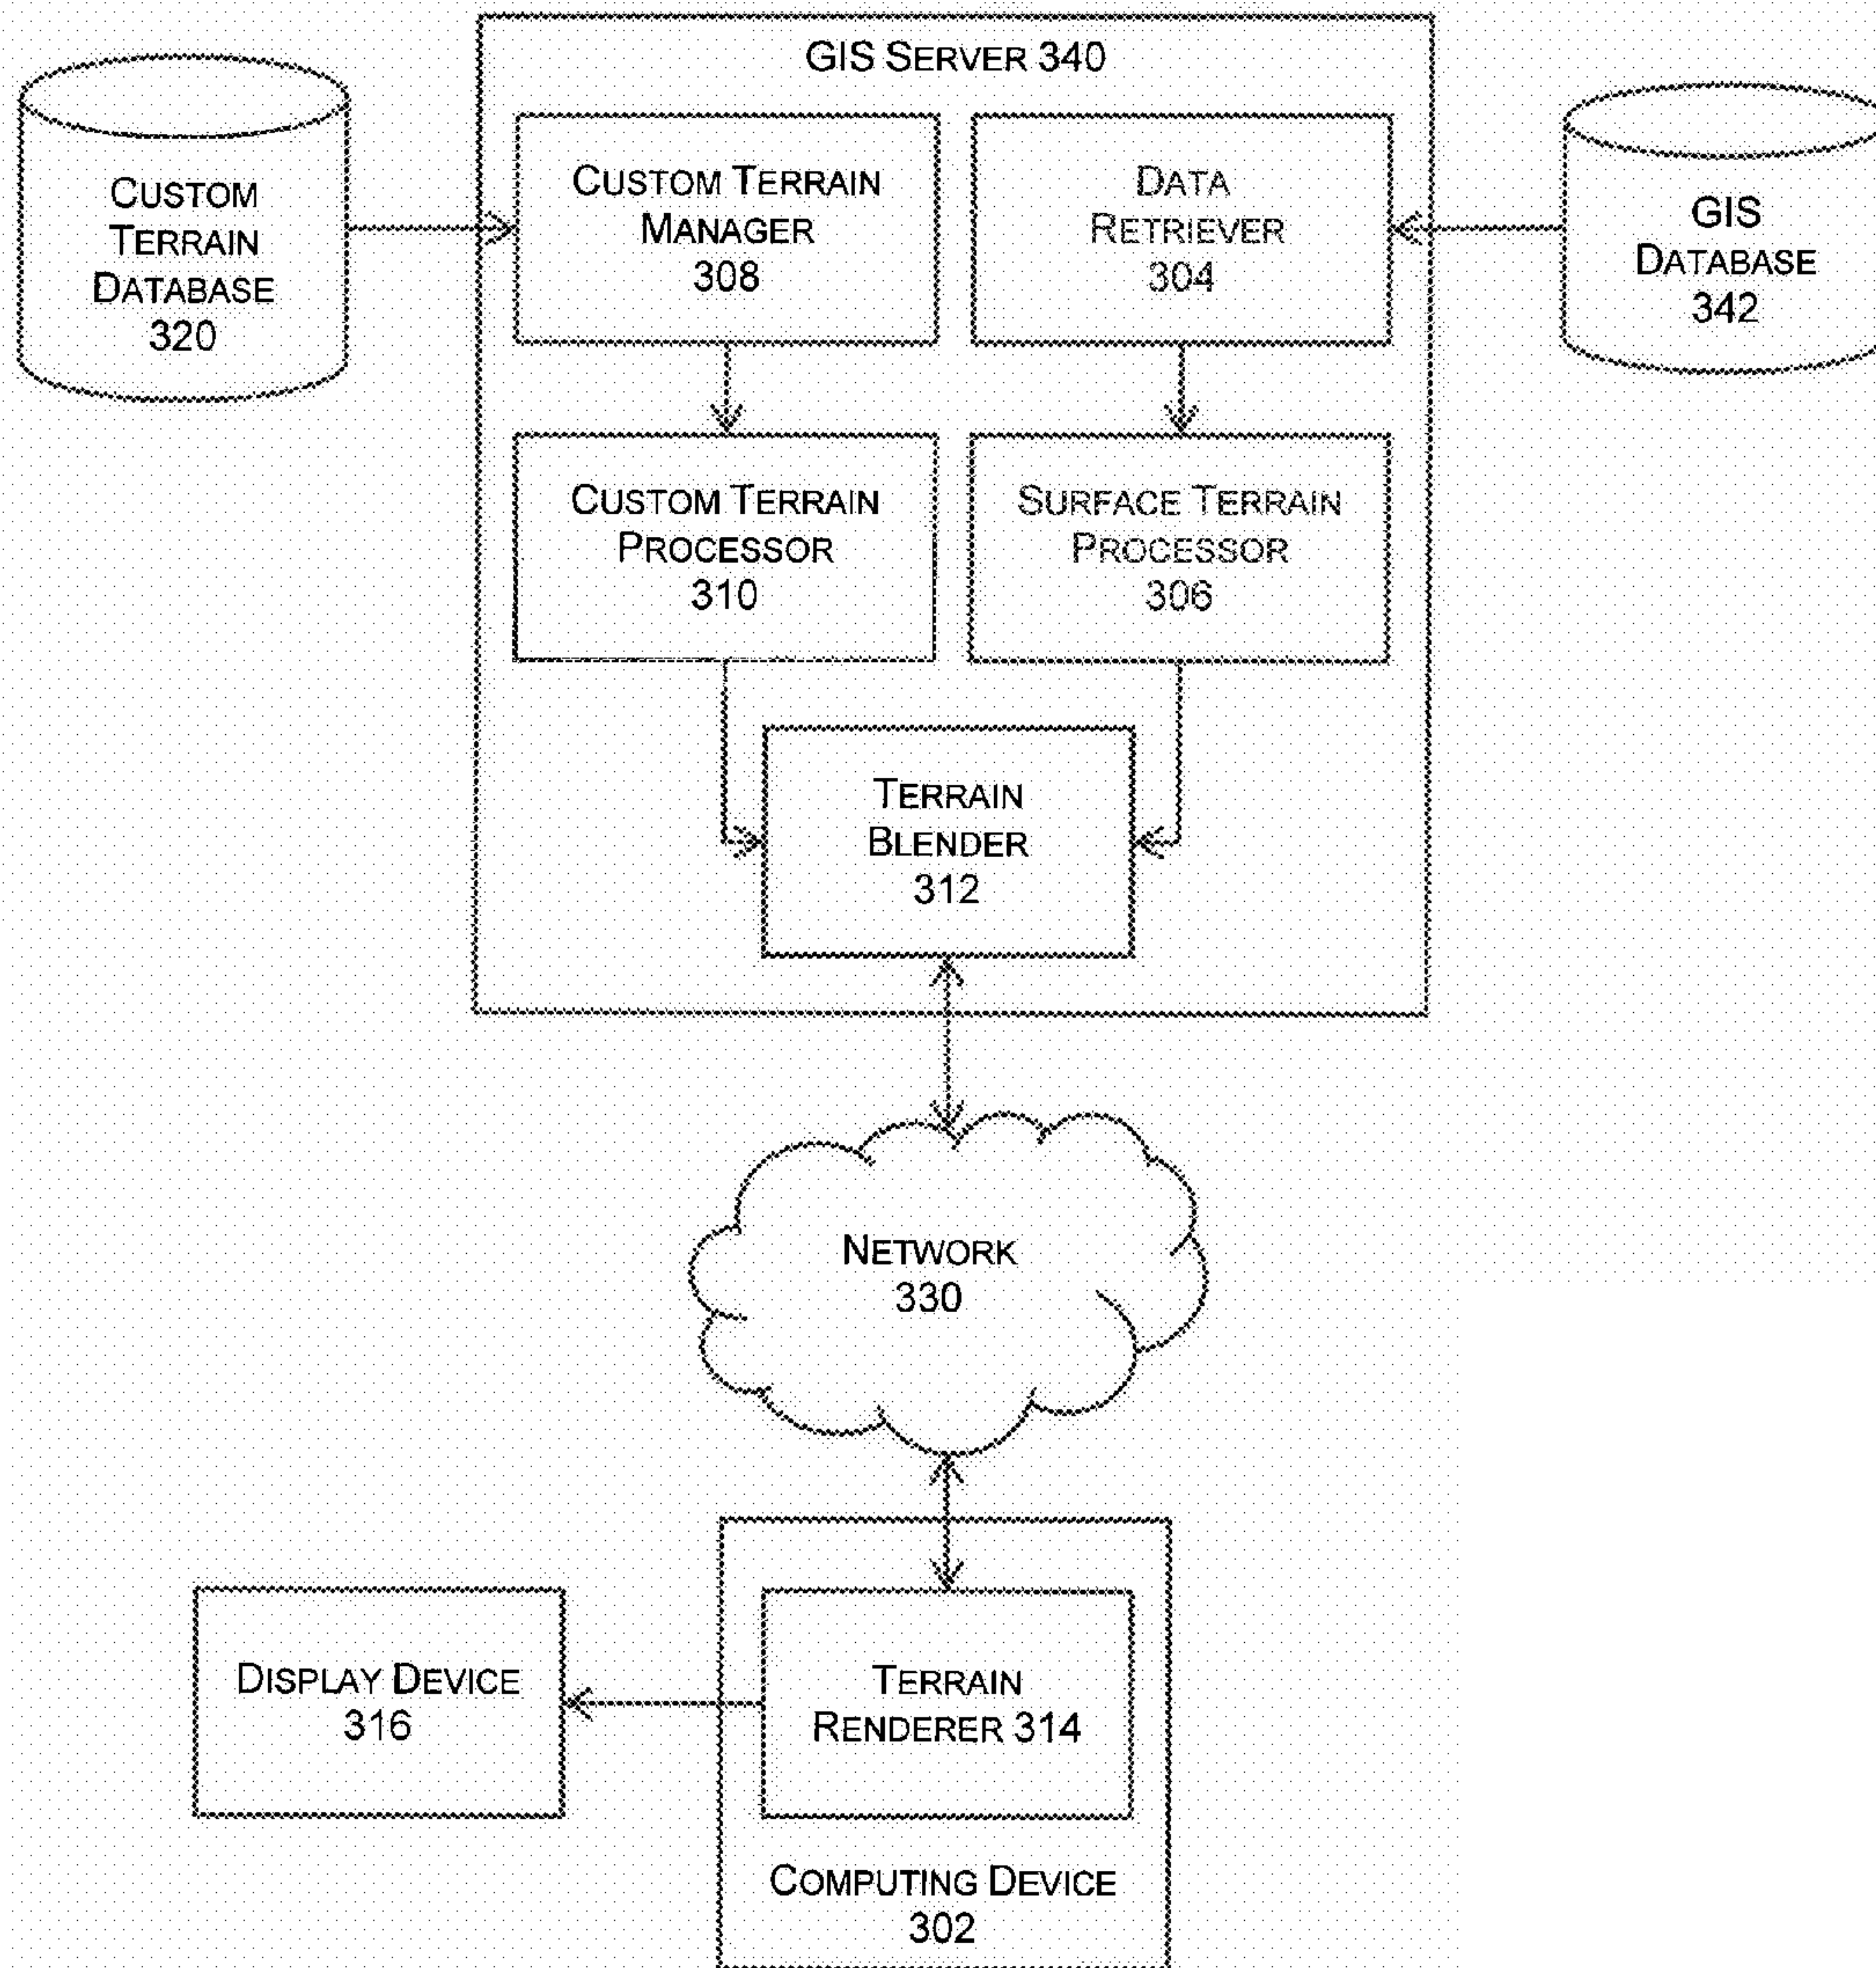 GIS SERVER 340
CUSTOM
TERRAIN
DATABASE
320
CUSTOM TERRAIN
MANAGER
308
DATA
RETRIEVER
304
GIS
DATABASE
342
CUSTOM TERRAIN
PROCESSOR
310
SURFACE TERRAIN
PROCESSOR
306
TERRAIN
BLENDER
312
NETWORK
330
DISPLAY DEVICE
316
TERRAIN
RENDERER 314
COMPUTING DEVICE
302